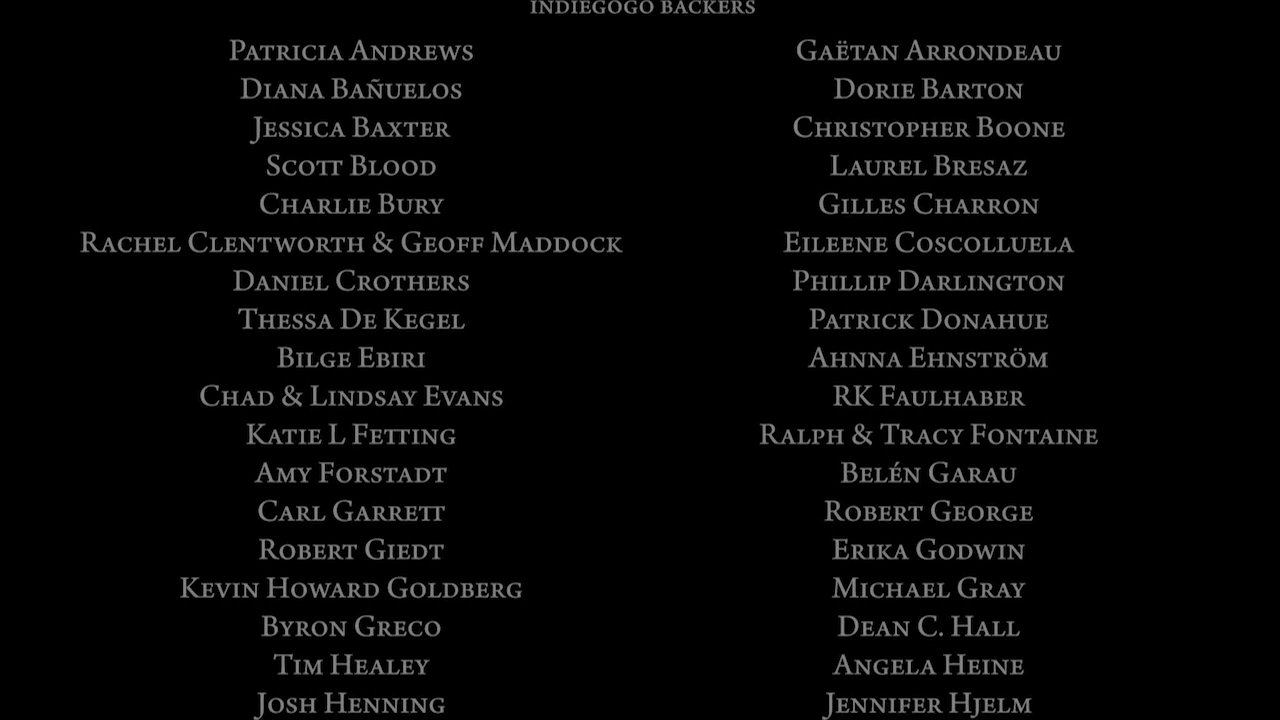 INDIEGOGO BACKERS
PATRICIA ANDREWS
GAËTAN ARRONDEAU
DIANA BAÑUELOS
DORIE BARTON
JESSICA BAXTER
CHRISTOPHER BOONE
SCOTT BLOOD
LAUREL BRESAZ
CHARLIE BURY
GILLES CHARRON
RACHEL CLENTWORTH & GEOFF MADDOCK
EILEENE COSCOLLUELA
DANIEL CROTHERS
PHILLIP DARLINGTON
THESSA DE KEGEL
PATRICK DONAHUE
BILGE EBIRI
AHNNA EHNSTRÖM
CHAD & LINDSAY EVANS
RK FAULHABER
KATIE L FETTING
RALPH & TRACY FONTAINE
AMY FORSTADT
BELÉN GARAU
CARL GARRETT
ROBERT GEORGE
ROBERT GIEDT
ERIKA GODWIN
KEVIN HOWARD GOLDBERG
MICHAEL GRAY
BYRON GRECO
DEAN C. HALL
TIM HEALEY
ANGELA HEINE
JOSH HENNING
JENNIFER HJELM